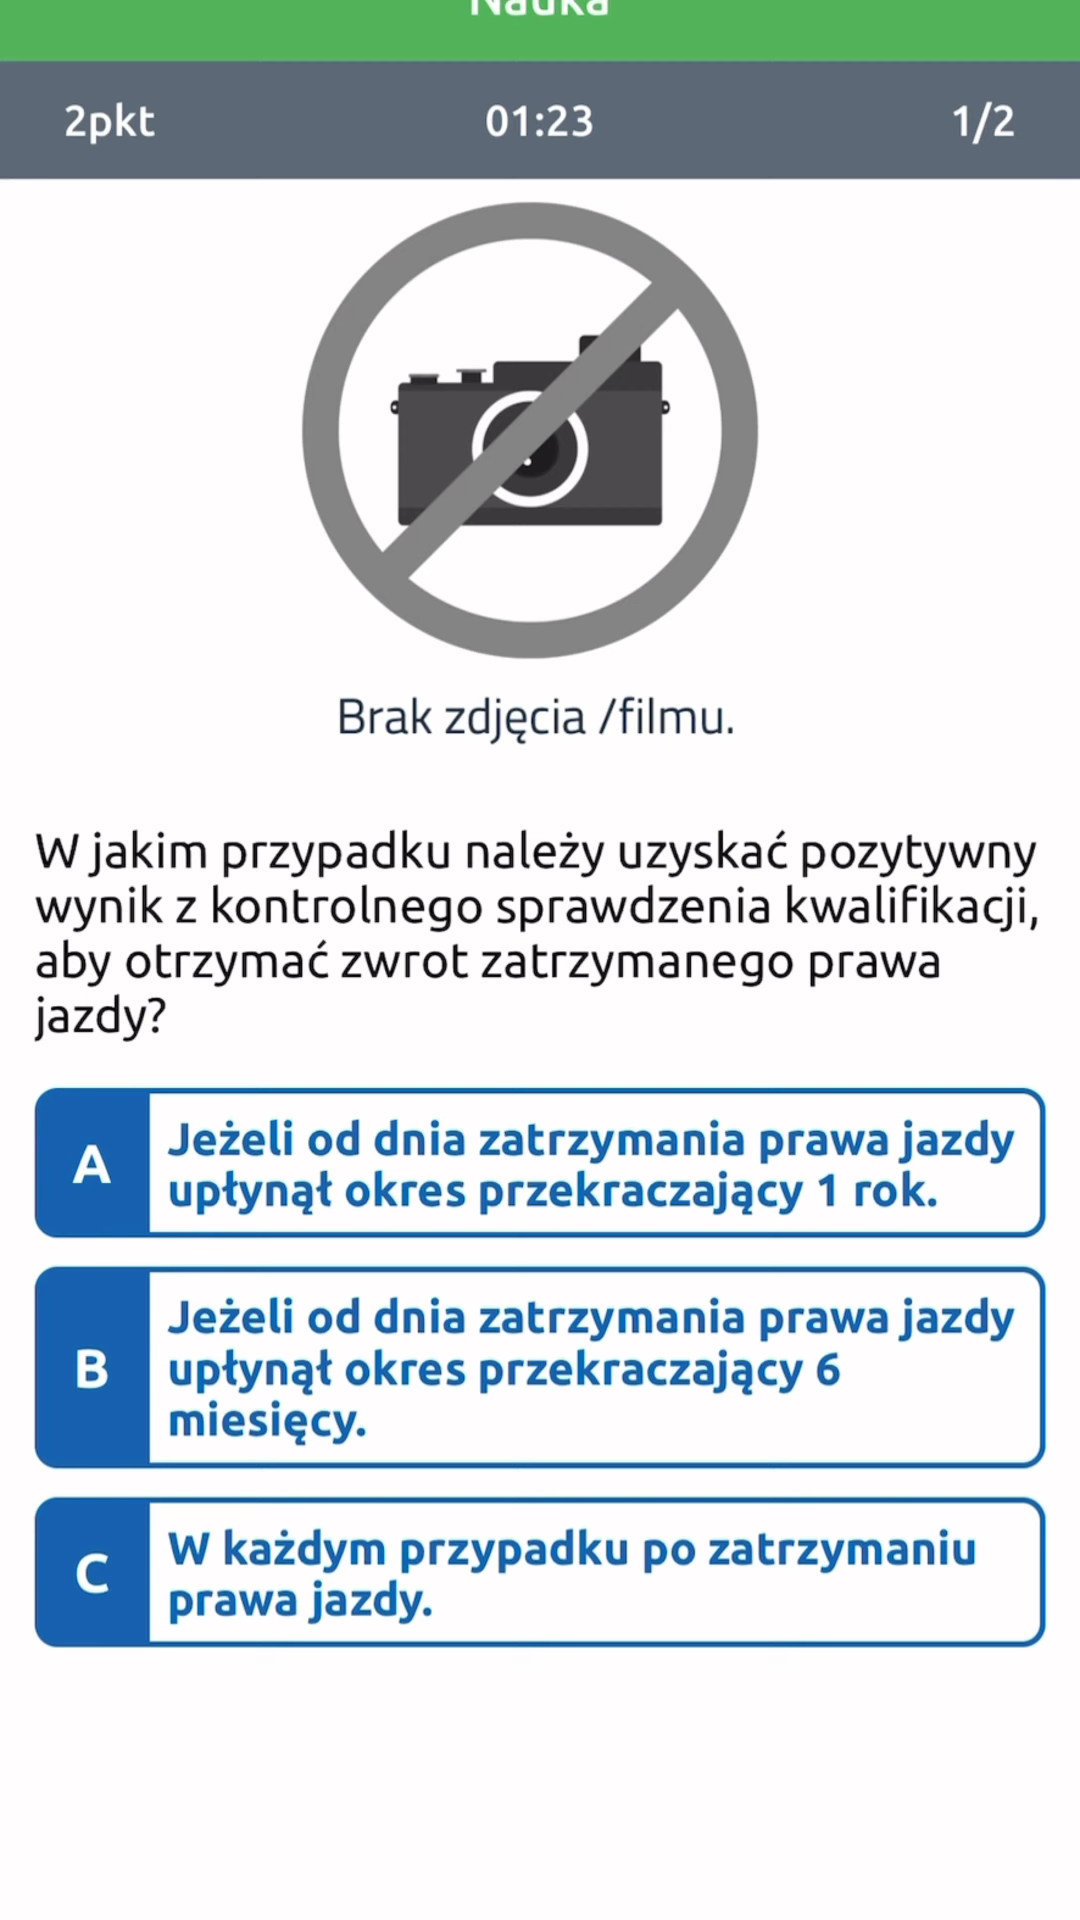 Nauka
2pkt 01:23 1/2
Brak zdjęcia /filmu.
W jakim przypadku należy uzyskać pozytywny
wynik z kontrolnego sprawdzenia kwalifikacji,
aby otrzymać zwrot zatrzymanego prawa
jazdy?
A Jeżeli od dnia zatrzymania prawa jazdy
upłynął okres przekraczający 1 rok.
B Jeżeli od dnia zatrzymania prawa jazdy
upłynął okres przekraczający 6
miesięcy.
C W każdym przypadku po zatrzymaniu
prawa jazdy.